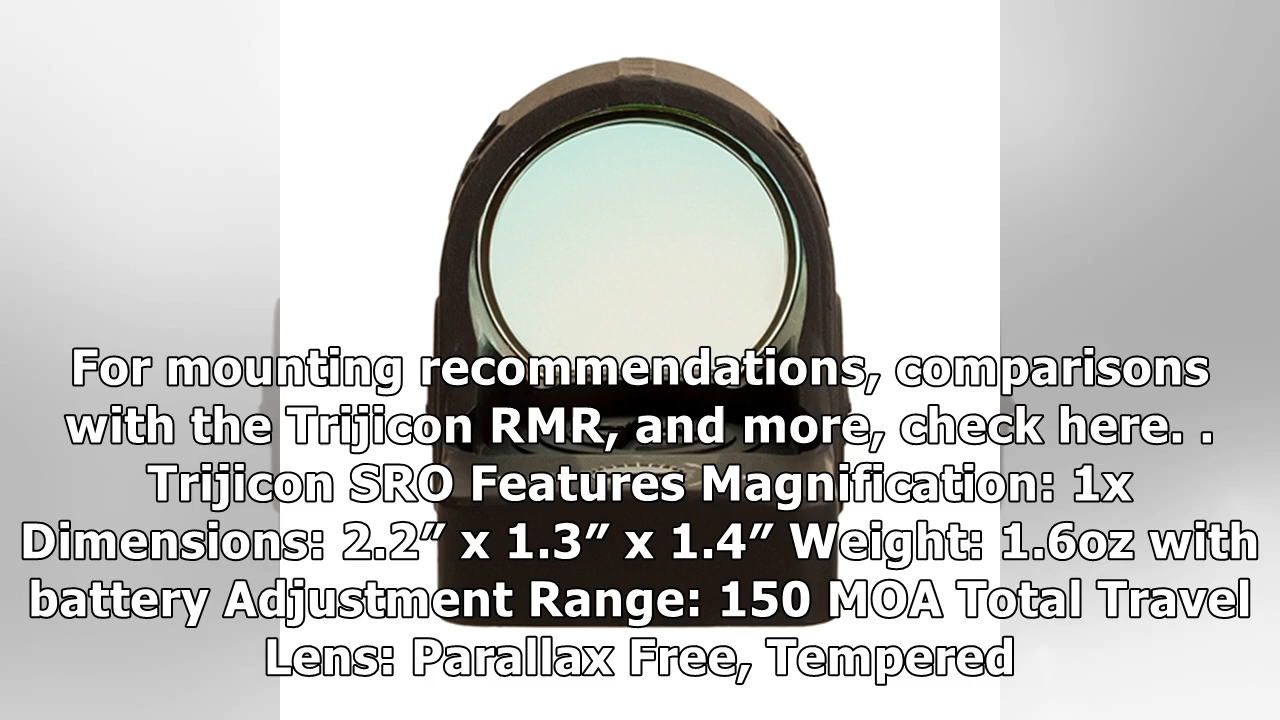 For mounting recommendations, comparisons
with the Trijicon RMR, and more, check here. .
Trijicon SRO Features Magnification: 1x
Dimensions: 2.2″ x 1.3″ x 1.4″ Weight: 1.6oz with
battery Adjustment Range: 150 MOA Total Travel
Lens: Parallax Free, Tempered